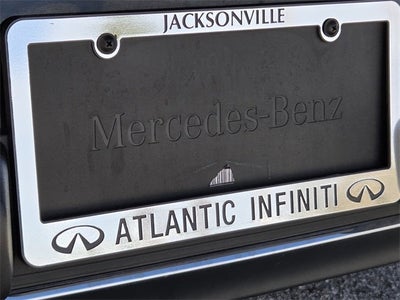 JACKSONVILLE
Mercedes-Benz
ATLANTIC INFINITI